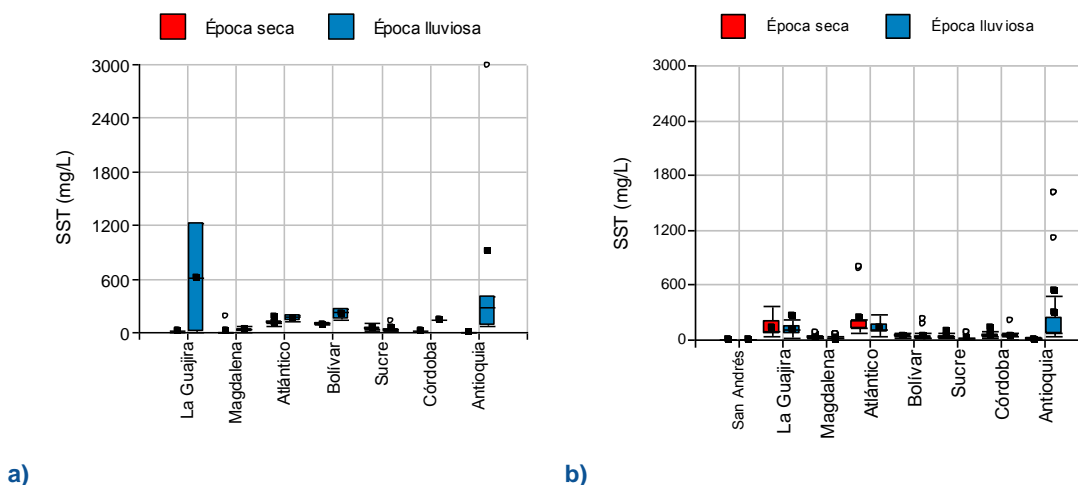 Época seca
Época lluviosa
SST (mg/L)
3000
2400
1800
1200
600
0
La Guajira
Magdalena
Atlántico
Bolívar
Sucre
Córdoba
Antioquia
a)
Época seca
Época lluviosa
SST (mg/L)
3000
2400
1800
1200
600
0
San Andrés
La Guajira
Magdalena
Atlántico
Bolívar
Sucre
Córdoba
Antioquia
b)